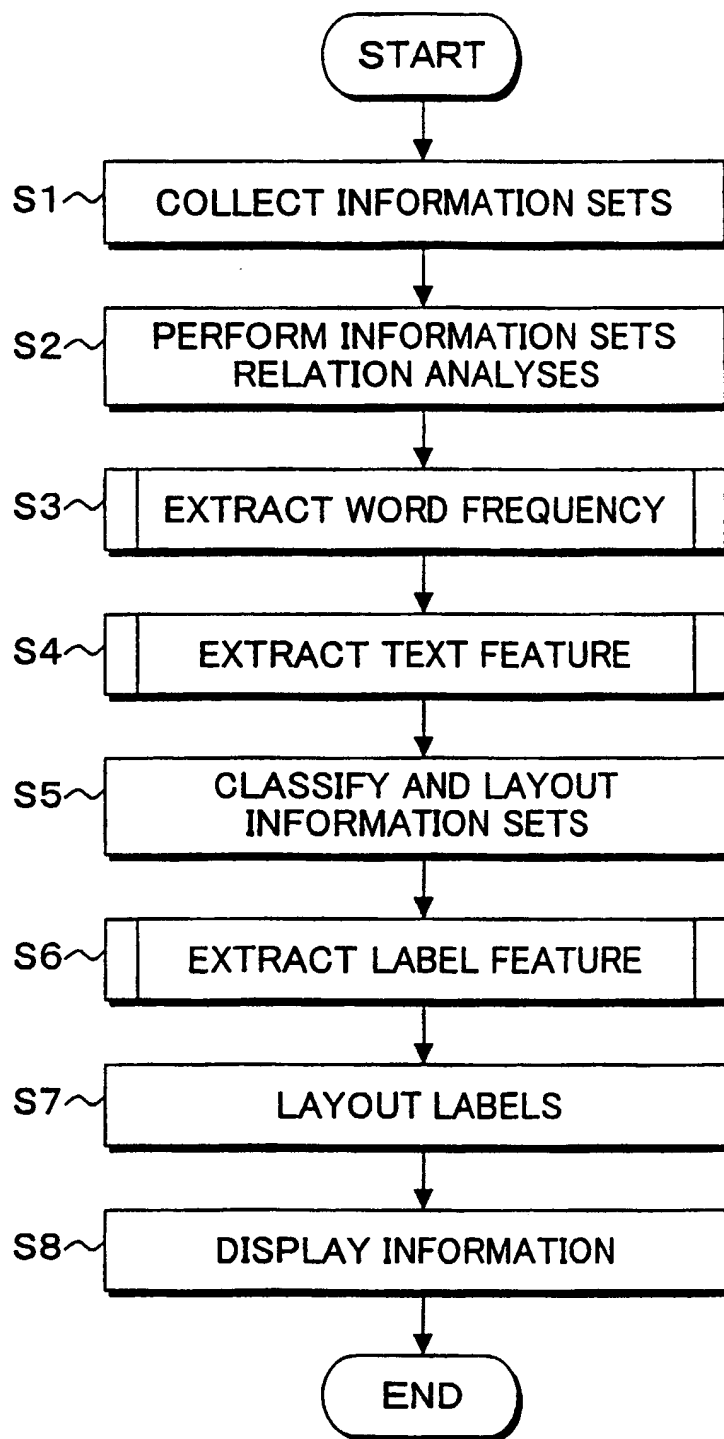 START
S1 COLLECT INFORMATION SETS
S2 PERFORM INFORMATION SETS
RELATION ANALYSES
S3 EXTRACT WORD FREQUENCY
S4 EXTRACT TEXT FEATURE
S5 CLASSIFY AND LAYOUT
INFORMATION SETS
S6 EXTRACT LABEL FEATURE
S7 LAYOUT LABELS
S8 DISPLAY INFORMATION
END